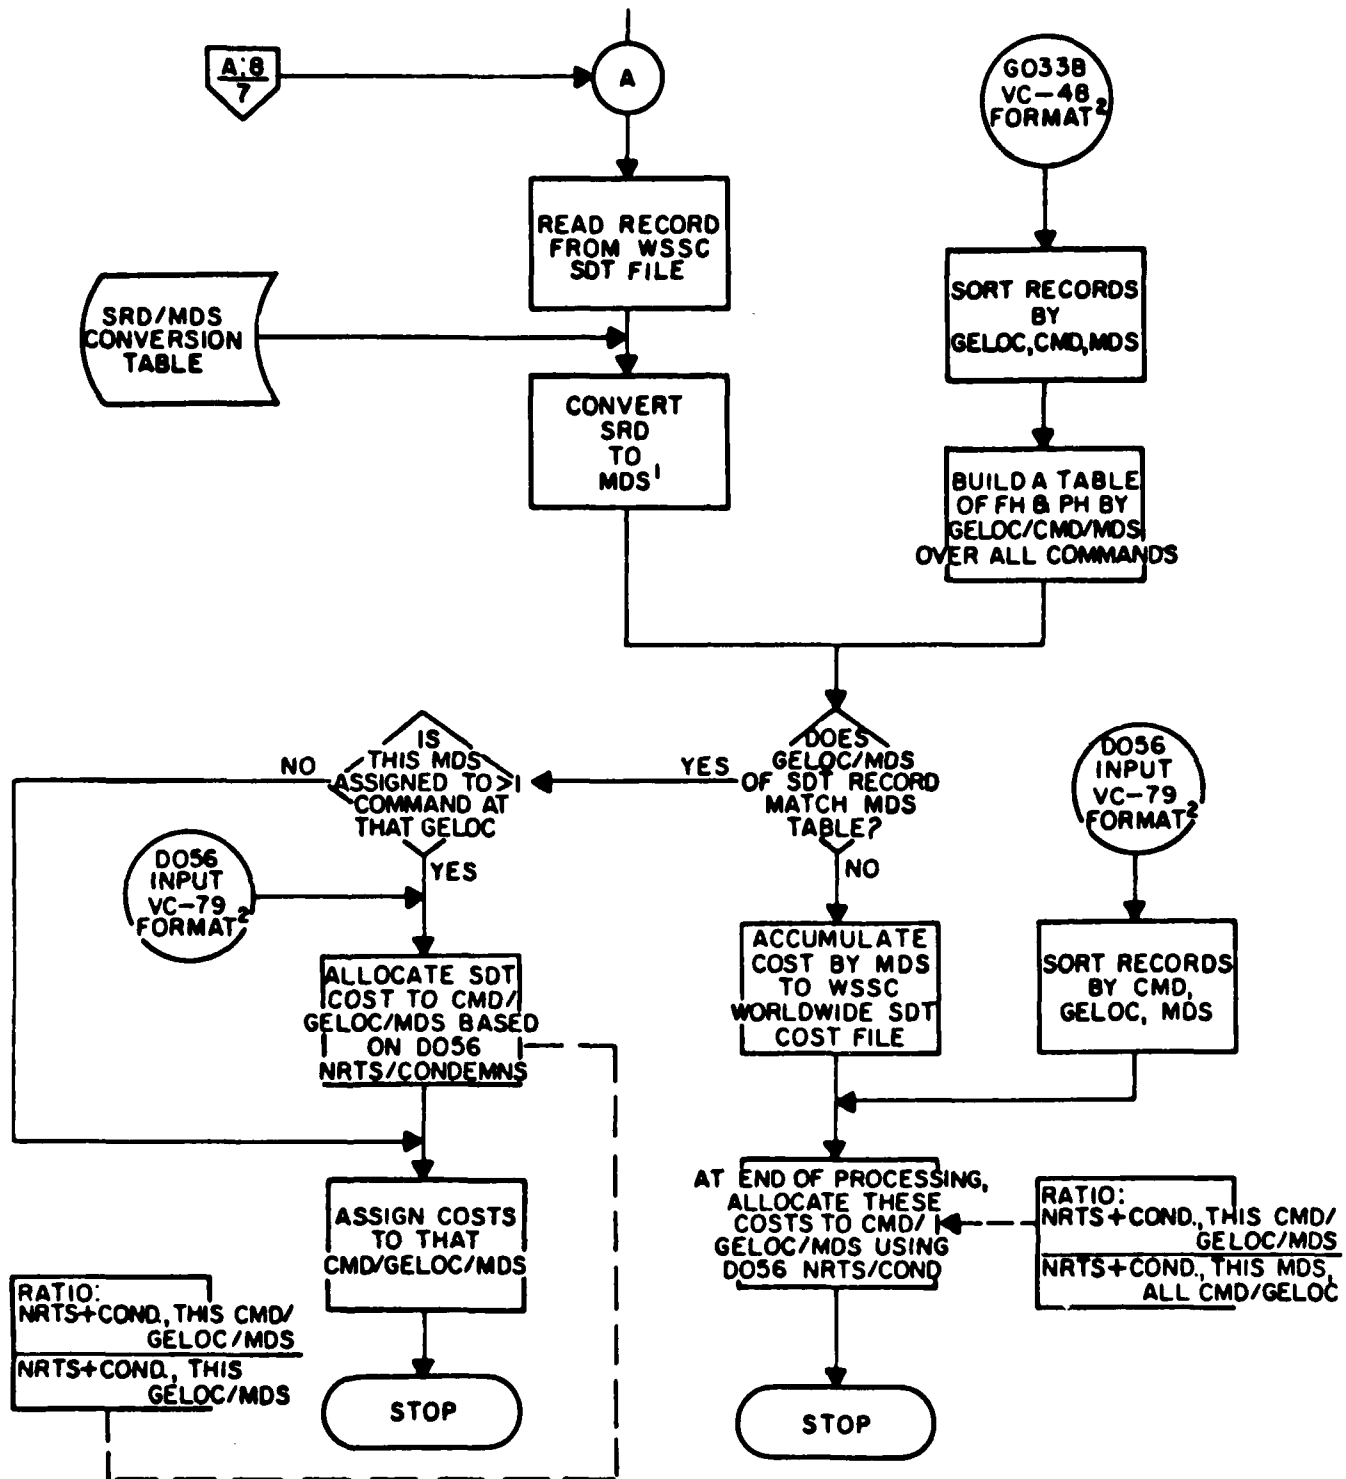 A:8
7
A
GO33B
VC-48
FORMAT2
READ RECORD
FROM WSSC
SDT FILE
SORT RECORDS
BY
GELOC,CMD,MDS
SRD/MDS
CONVERSION
TABLE
CONVERT
SRD
TO
MDS1
BUILD A TABLE
OF FH & PH BY
GELOC/CMD/MDS
OVER ALL COMMANDS
IS
THIS MDS
ASSIGNED TO >1
COMMAND AT
THAT GELOC
NO
YES
DOES
GELOC/MDS
OF SDT RECORD
MATCH MDS
TABLE?
YES
NO
DO56
INPUT
VC-79
FORMAT2
DO56
INPUT
VC-79
FORMAT2
ALLOCATE SDT
COST TO CMD/
GELOC/MDS BASED
ON DO56
NRTS/CONDEMNS
ACCUMULATE
COST BY MDS
TO WSSC
WORLDWIDE SDT
COST FILE
SORT RECORDS
BY CMD,
GELOC, MDS
ASSIGN COSTS
TO THAT
CMD/GELOC/MDS
AT END OF PROCESSING,
ALLOCATE THESE
COSTS TO CMD/
GELOC/MDS USING
DO56 NRTS/COND
RATIO:
NRTS+COND., THIS CMD/
GELOC/MDS
NRTS+COND., THIS MDS,
ALL CMD/GELOC
RATIO:
NRTS+COND., THIS CMD/
GELOC/MDS
NRTS+COND., THIS
GELOC/MDS
STOP
STOP